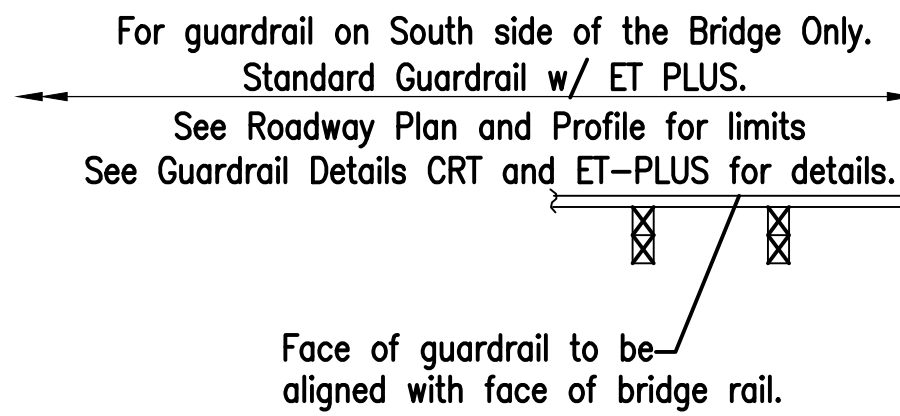 For guardrail on South side of the Bridge Only.
Standard Guardrail w/ ET PLUS.
See Roadway Plan and Profile for limits
See Guardrail Details CRT and ET-PLUS for details.
Face of guardrail to be
aligned with face of bridge rail.